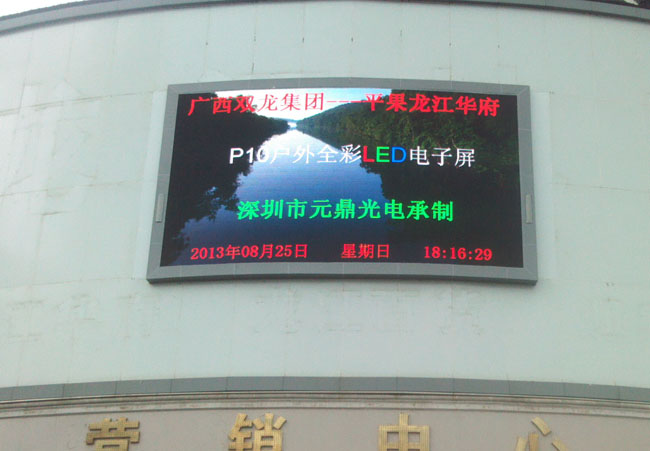 广西双龙集团---平果龙江华府
P10户外全彩LED电子屏
深圳市元鼎光电承制
2013年08月25日 星期日 18:16:29
营销中心